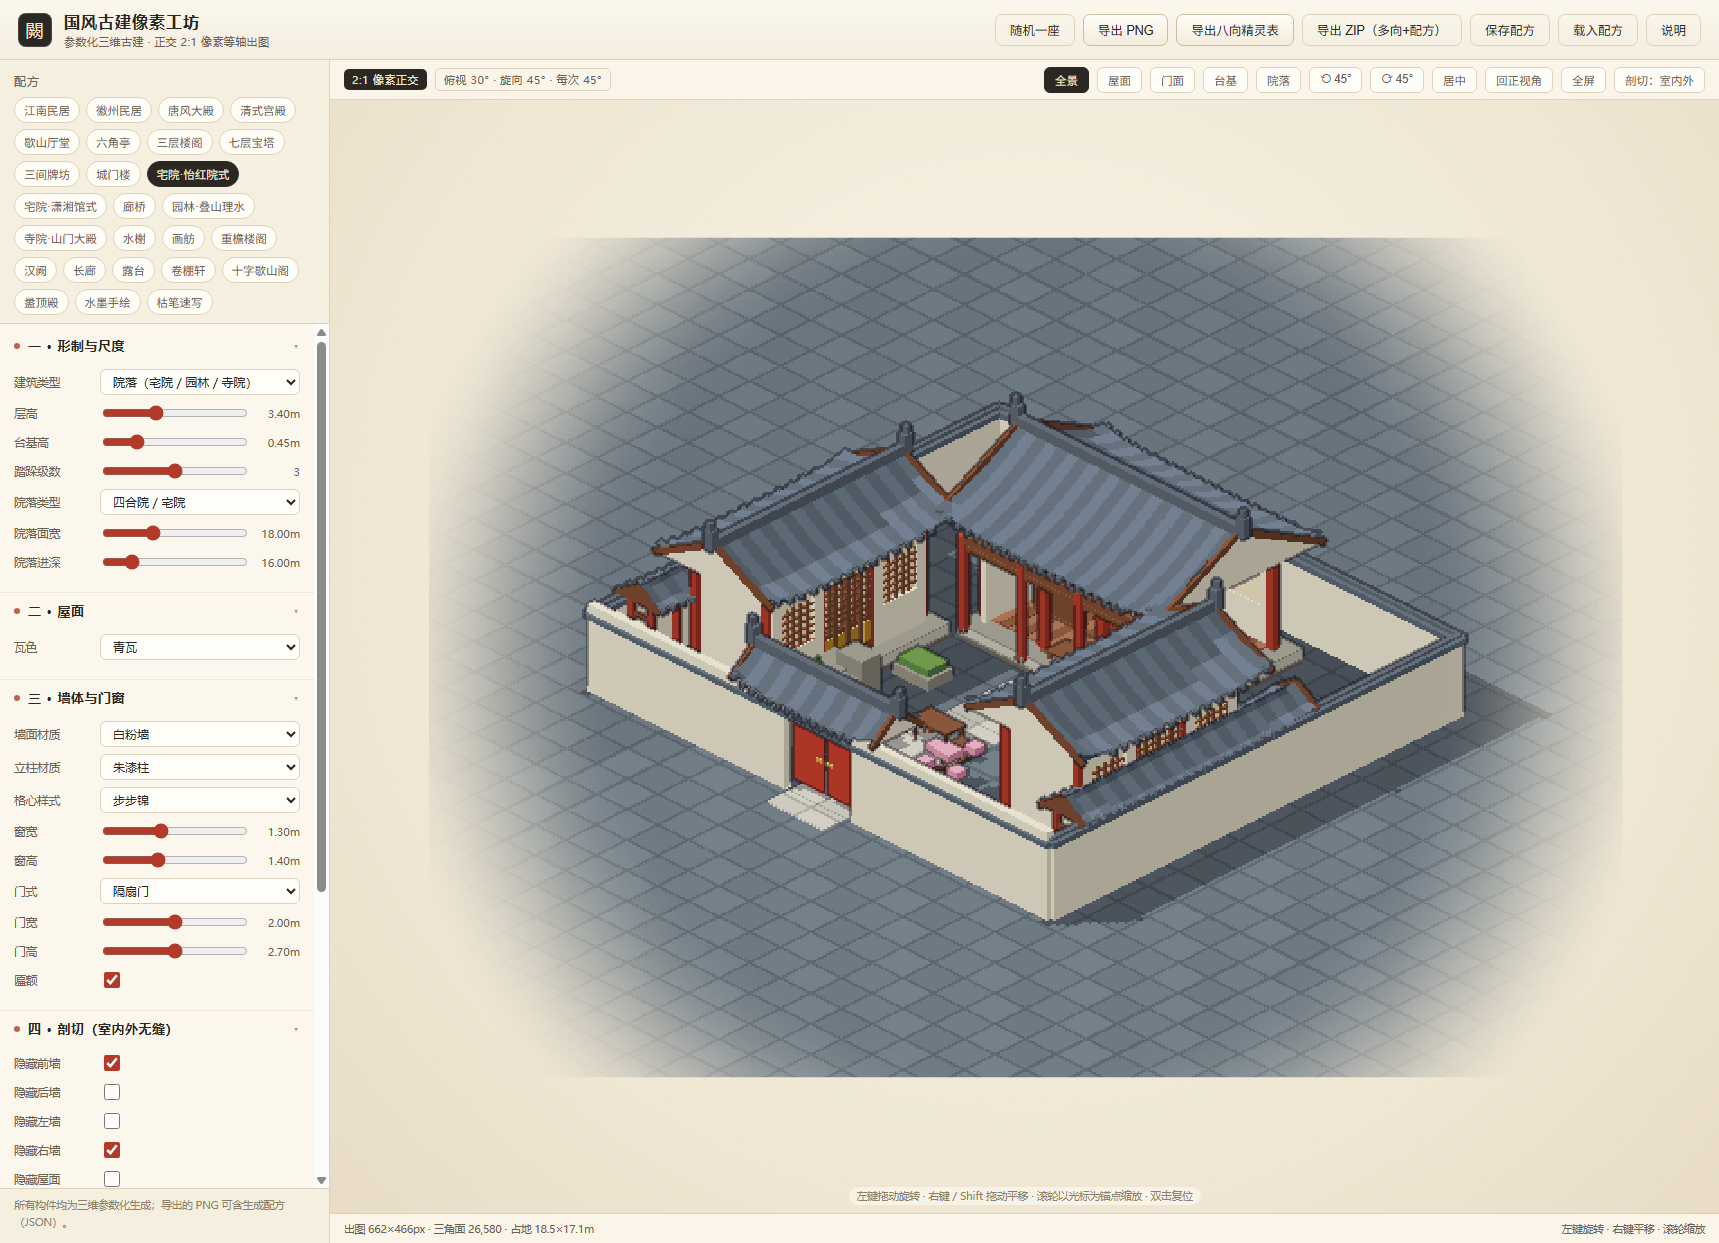 闕
国风古建像素工坊
参数化三维古建 · 正交 2:1 像素等轴出图
随机一座 导出 PNG 导出八向精灵表 导出 ZIP（多向+配方） 保存配方 载入配方 说明
2:1 像素正交 俯视 30° · 旋向 45° · 每次 45°
全景 屋面 门面 台基 院落 ⟲ 45° ⟳ 45° 居中 回正视角 全屏 剖切：室内外
配方
江南民居 徽州民居 唐风大殿 清式宫殿
歇山厅堂 六角亭 三层楼阁 七层宝塔
三间牌坊 城门楼 宅院·怡红院式
宅院·潇湘馆式 廊桥 园林·叠山理水
寺院·山门大殿 水榭 画舫 重檐楼阁
汉阙 长廊 露台 卷棚轩 十字歇山阁
盝顶殿 水墨手绘 枯笔速写
一 • 形制与尺度
建筑类型 院落（宅院 / 园林 / 寺院）
层高 3.40m
台基高 0.45m
踏跺级数 3
院落类型 四合院 / 宅院
院落面宽 18.00m
院落进深 16.00m
二 • 屋面
瓦色 青瓦
三 • 墙体与门窗
墙面材质 白粉墙
立柱材质 朱漆柱
格心样式 步步锦
窗宽 1.30m
窗高 1.40m
门式 隔扇门
门宽 2.00m
门高 2.70m
匾额
四 • 剖切（室内外无缝）
隐藏前墙
隐藏后墙
隐藏左墙
隐藏右墙
隐藏屋面
所有构件均为三维参数化生成；导出的 PNG 可含生成配方
（JSON）。
左键拖动旋转 · 右键 / Shift 拖动平移 · 滚轮以光标为锚点缩放 · 双击复位
出图 662×466px · 三角面 26,580 · 占地 18.5×17.1m
左键旋转 · 右键平移 · 滚轮缩放